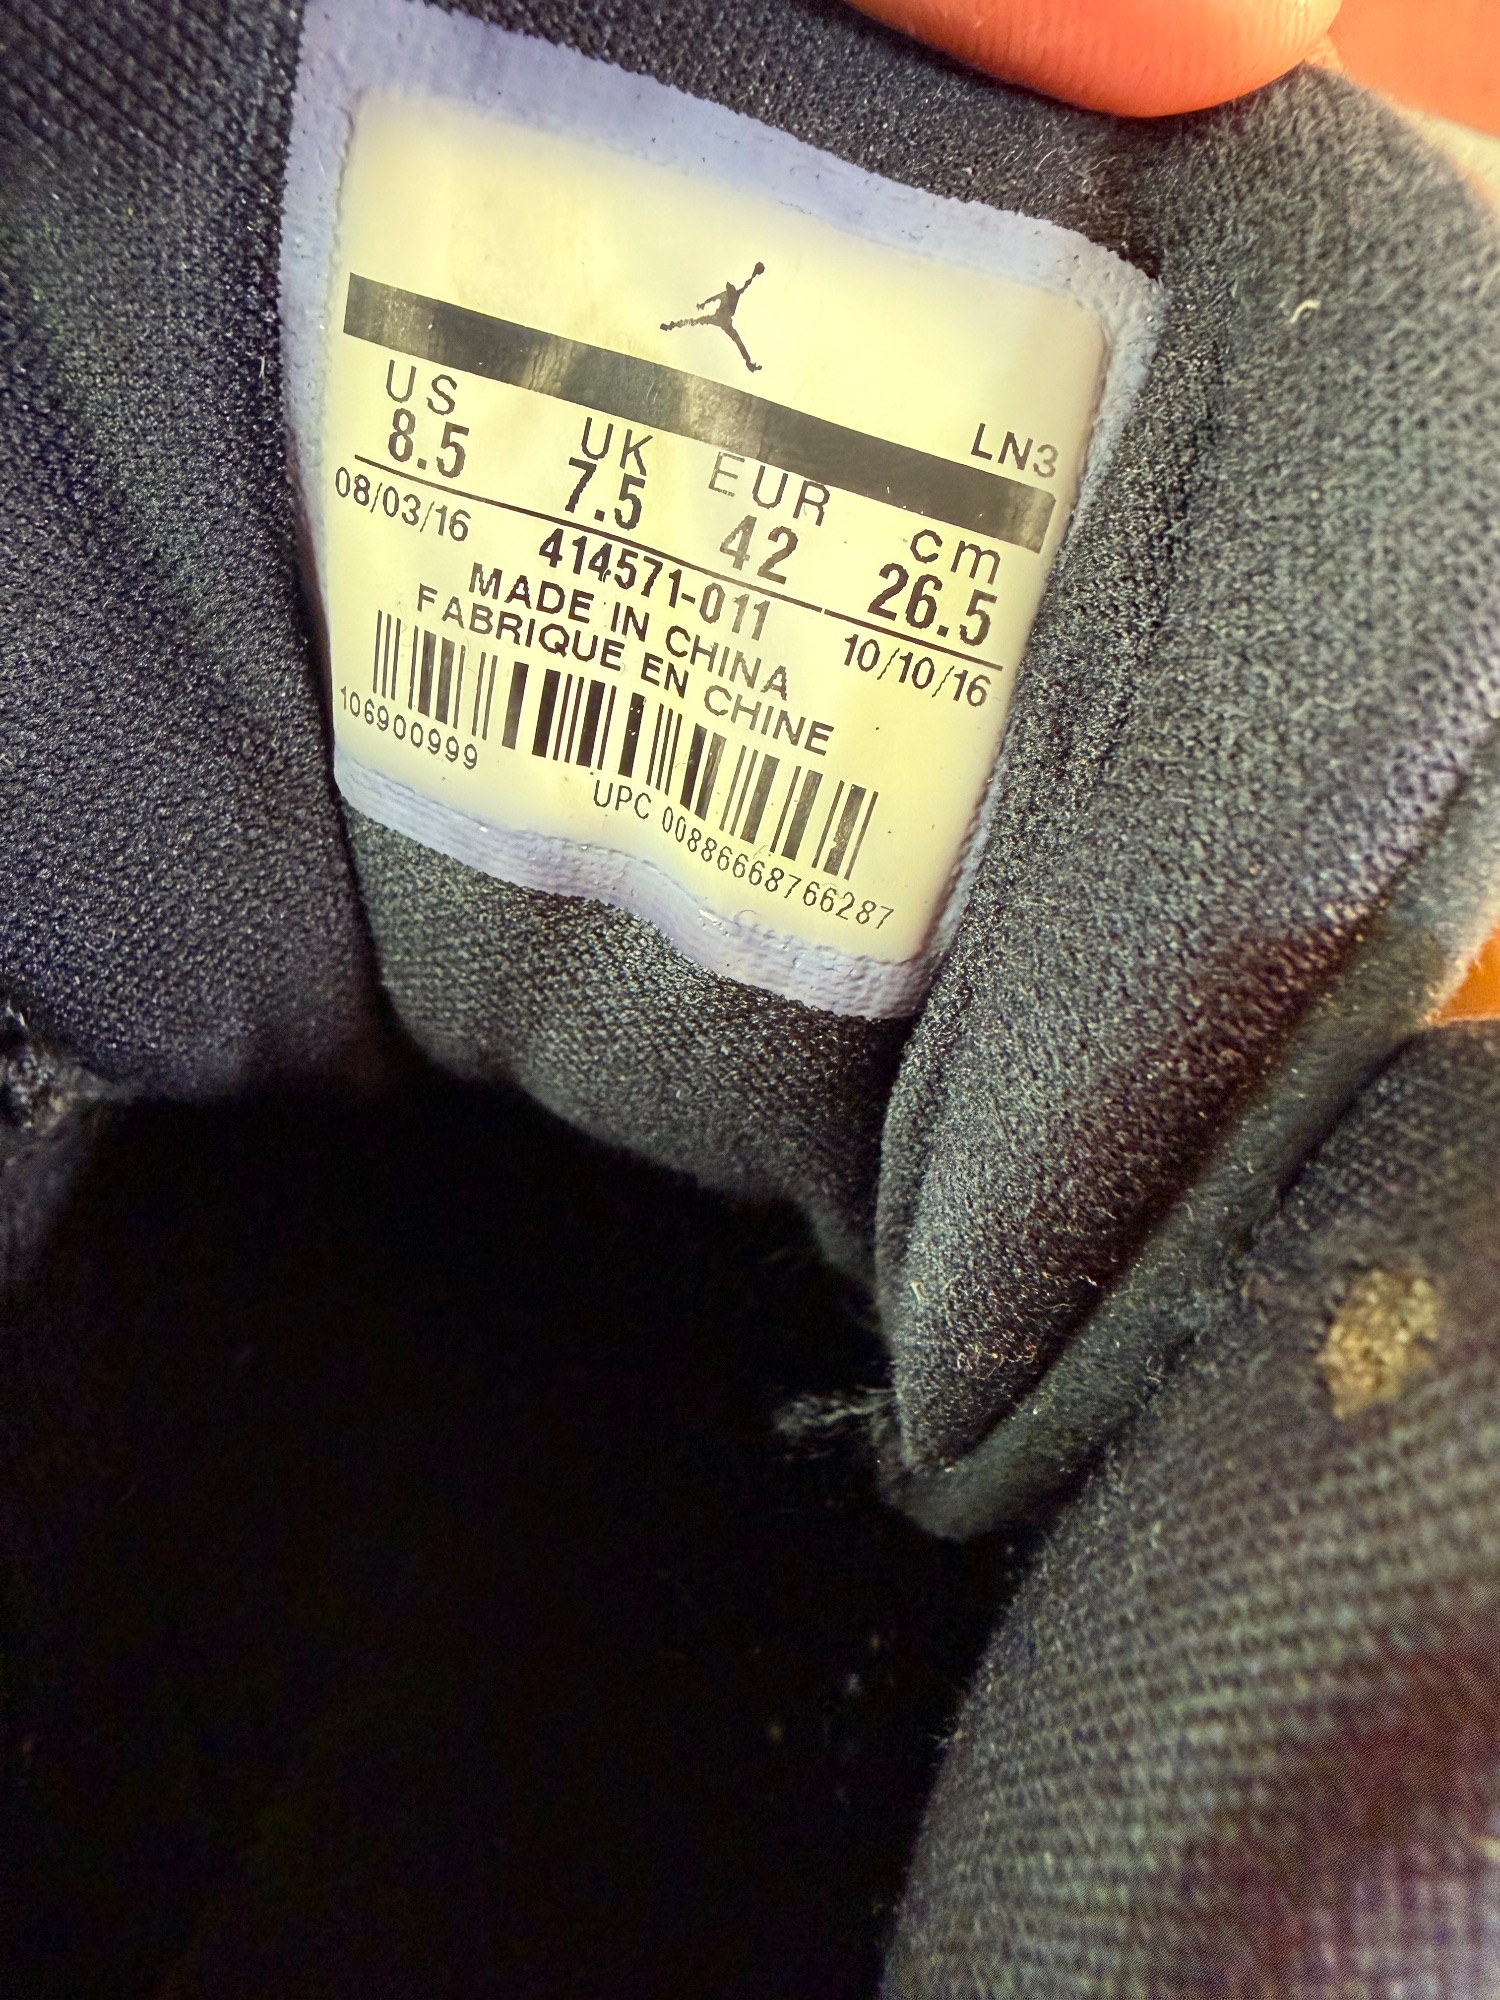 LN3
US UK EUR cm
8.5 7.5 42 26.5
08/03/16 414571-011 10/10/16
MADE IN CHINA
FABRIQUE EN CHINE
106900999
UPC 00886668766287